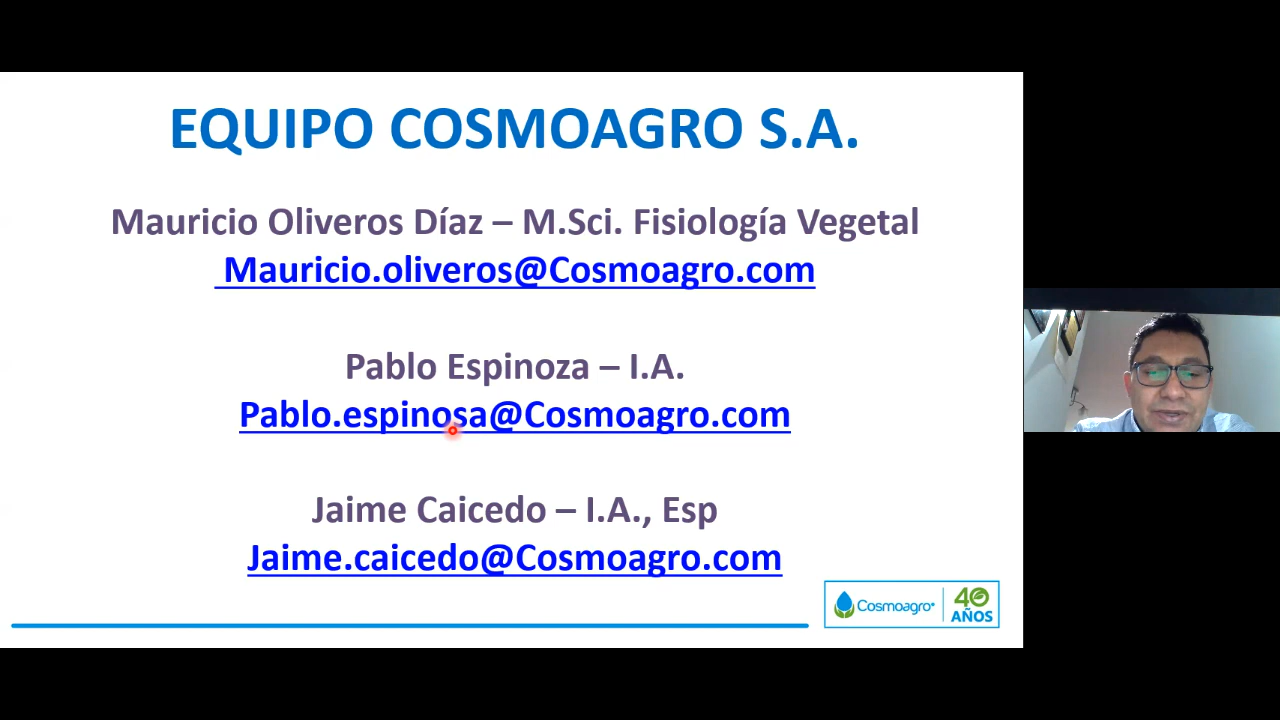 EQUIPO COSMOAGRO S.A.
Mauricio Oliveros Díaz – M.Sci. Fisiología Vegetal
Mauricio.oliveros@Cosmoagro.com
Pablo Espinoza – I.A.
Pablo.espinosa@Cosmoagro.com
Jaime Caicedo – I.A., Esp
Jaime.caicedo@Cosmoagro.com
Cosmoagro®
40
AÑOS